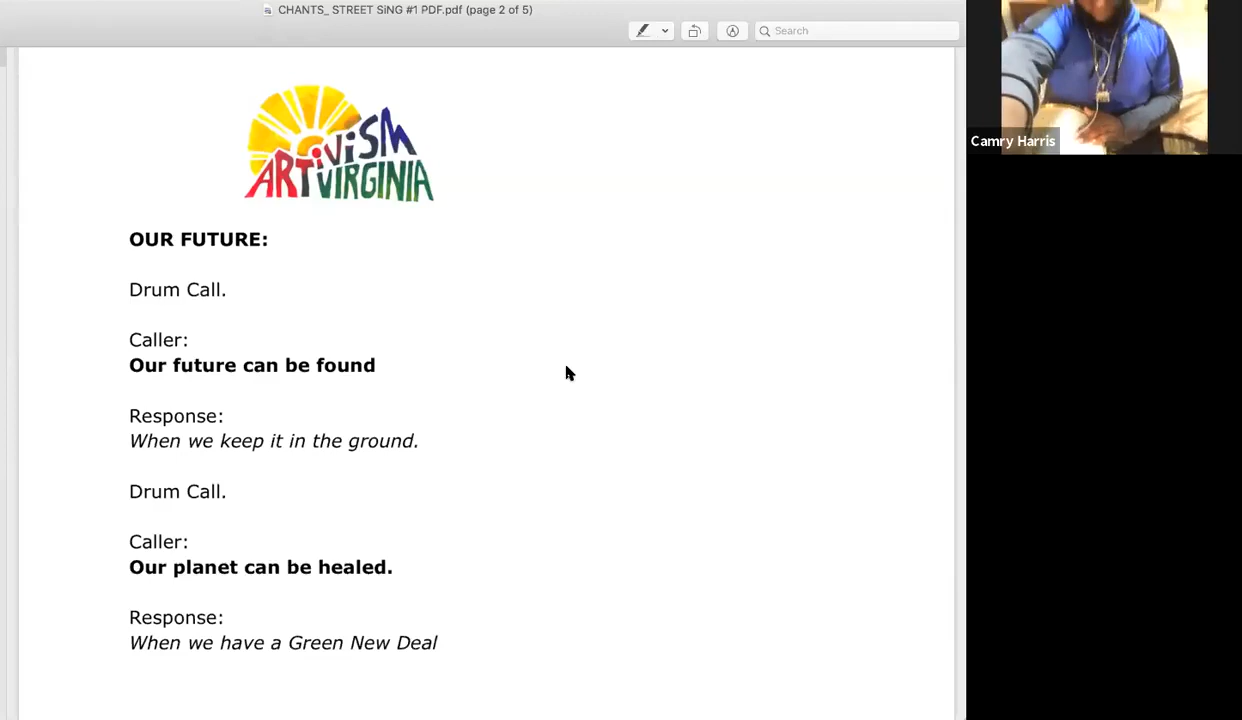 CHANTS_ STREET SiNG #1 PDF.pdf (page 2 of 5)
Search
Camry Harris
ARTiViSM
VIRGINIA
OUR FUTURE:
Drum Call.
Caller:
Our future can be found
Response:
When we keep it in the ground.
Drum Call.
Caller:
Our planet can be healed.
Response:
When we have a Green New Deal